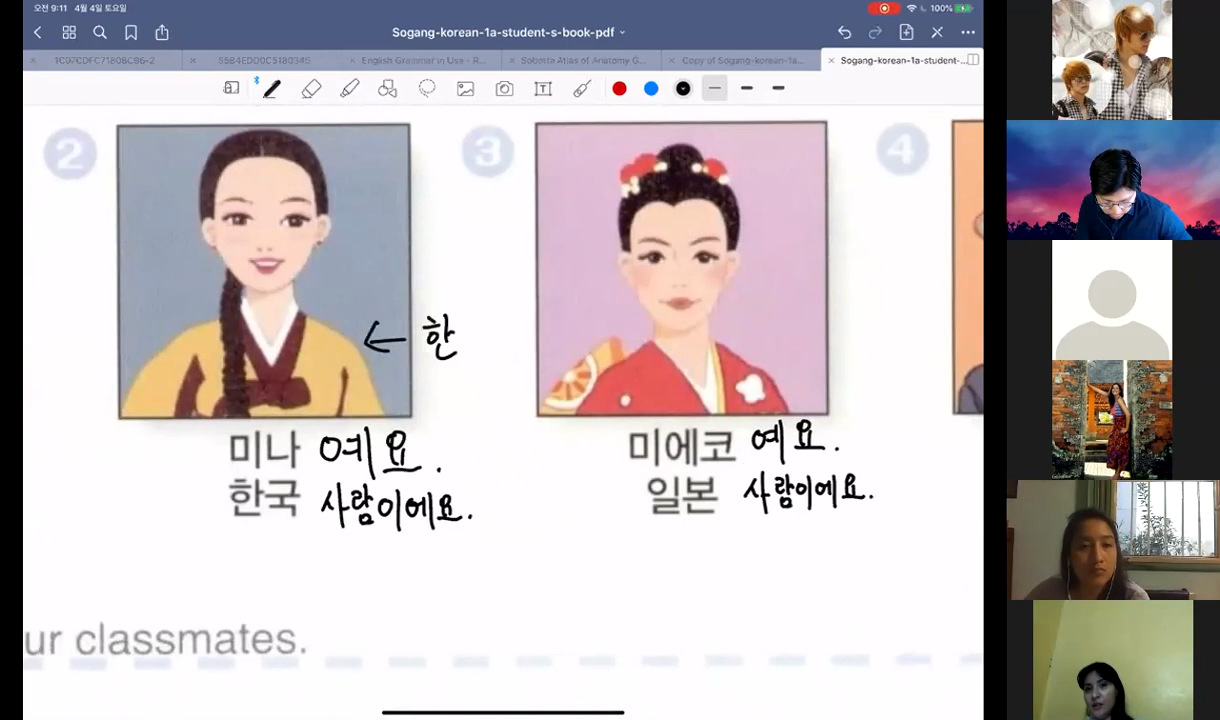 오전 9:11 4월 4일 토요일
100%
Sogang-korean-1a-student-s-book-pdf
English Grammar in Use - R...
Sobotta Atlas of Anatomy G...
Copy of Sogang-korean-1a...
Sogang-korean-1a-student-...
2
3
4
← 한
미나 예요.
한국 사람이에요.
미에코 예요.
일본 사람이에요.
ur classmates.